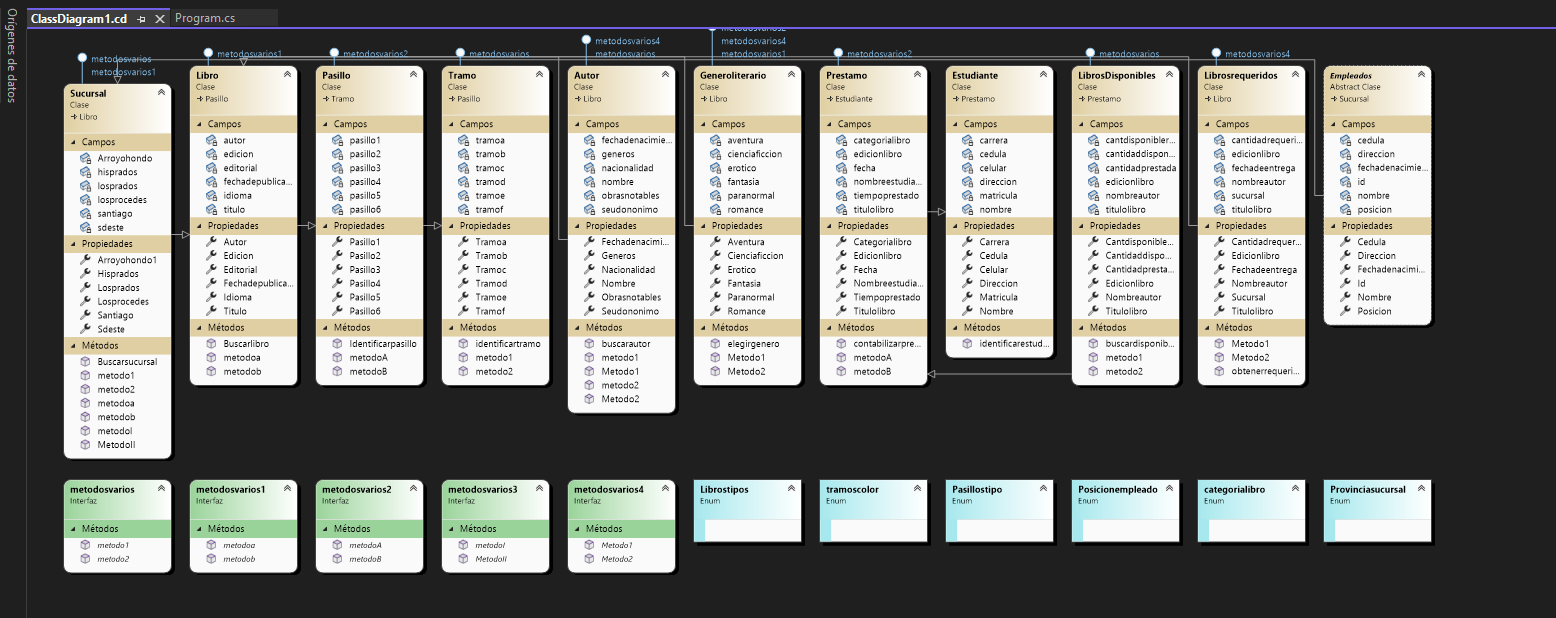 Orígenes de datos
ClassDiagram1.cd
Program.cs
metodosvarios
metodosvarios1
Sucursal
Clase
Libro
Campos
Arroyohondo
hisprados
losprados
losprocedes
santiago
sdeste
Propiedades
Arroyohondo1
Hisprados
Losprados
Losprocedes
Santiago
Sdeste
Métodos
Buscarsucursal
metodo1
metodo2
metodoa
metodob
metodoI
MetodoII
metodosvarios1
Libro
Clase
Pasillo
Campos
autor
edicion
editorial
fechadepublica...
idioma
titulo
Propiedades
Autor
Edicion
Editorial
Fechadepublica...
Idioma
Titulo
Métodos
Buscarlibro
metodoa
metodob
metodosvarios2
Pasillo
Clase
Tramo
Campos
pasillo1
pasillo2
pasillo3
pasillo4
pasillo5
pasillo6
Propiedades
Pasillo1
Pasillo2
Pasillo3
Pasillo4
Pasillo5
Pasillo6
Métodos
Identificarpasillo
metodoA
metodoB
metodosvarios
Tramo
Clase
Pasillo
Campos
tramoa
tramob
tramoc
tramod
tramoe
tramof
Propiedades
Tramoa
Tramob
Tramoc
Tramod
Tramoe
Tramof
Métodos
identificartramo
metodo1
metodo2
metodosvarios4
metodosvarios
Autor
Clase
Libro
Campos
fechadenacimie...
generos
nacionalidad
nombre
obrasnotables
seudononimo
Propiedades
Fechadenacimi...
Generos
Nacionalidad
Nombre
Obrasnotables
Seudononimo
Métodos
buscarautor
metodo1
Metodo1
metodo2
Metodo2
metodosvarios4
metodosvarios1
Generoliterario
Clase
Libro
Campos
aventura
cienciaficcion
erotico
fantasia
paranormal
romance
Propiedades
Aventura
Cienciaficcion
Erotico
Fantasia
Paranormal
Romance
Métodos
elegirgenero
Metodo1
Metodo2
metodosvarios2
Prestamo
Clase
Estudiante
Campos
categorialibro
edicionlibro
fecha
nombreestudia...
tiempoprestado
titulolibro
Propiedades
Categorialibro
Edicionlibro
Fecha
Nombreestudia...
Tiempoprestado
Titulolibro
Métodos
contabilizarpre...
metodoA
metodoB
Estudiante
Clase
Prestamo
Campos
carrera
cedula
celular
direccion
matricula
nombre
Propiedades
Carrera
Cedula
Celular
Direccion
Matricula
Nombre
Métodos
identificarestud...
metodosvarios
LibrosDisponibles
Clase
Prestamo
Campos
cantdisponibler...
cantidaddispon...
cantidadprestada
edicionlibro
nombreautor
titulolibro
Propiedades
Cantdisponible...
Cantidaddispo...
Cantidadpresta...
Edicionlibro
Nombreautor
Titulolibro
Métodos
buscardisponib...
metodo1
metodo2
metodosvarios4
Librosrequeridos
Clase
Libro
Campos
cantidadrequeri...
edicionlibro
fechadeentrega
nombreautor
sucursal
titulolibro
Propiedades
Cantidadrequer...
Edicionlibro
Fechadeentrega
Nombreautor
Sucursal
Titulolibro
Métodos
Metodo1
Metodo2
obtenerrequeri...
Empleados
Abstract Clase
Sucursal
Campos
cedula
direccion
fechadenacimie...
id
nombre
posicion
Propiedades
Cedula
Direccion
Fechadenacimi...
Id
Nombre
Posicion
metodosvarios
Interfaz
Métodos
metodo1
metodo2
metodosvarios1
Interfaz
Métodos
metodoa
metodob
metodosvarios2
Interfaz
Métodos
metodoA
metodoB
metodosvarios3
Interfaz
Métodos
metodoI
MetodoII
metodosvarios4
Interfaz
Métodos
Metodo1
Metodo2
Librostipos
Enum
tramoscolor
Enum
Pasillostipo
Enum
Posicionempleado
Enum
categorialibro
Enum
Provinciasucursal
Enum